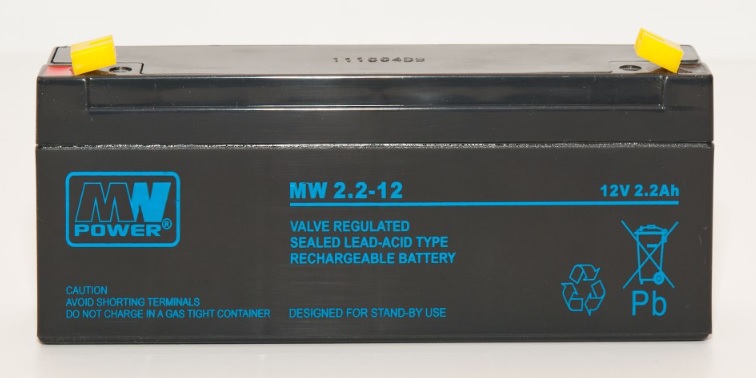 MW 2.2-12
12V 2.2Ah
MW
POWER®
VALVE REGULATED
SEALED LEAD-ACID TYPE
RECHARGEABLE BATTERY
Pb
CAUTION
AVOID SHORTING TERMINALS
DO NOT CHARGE IN A GAS TIGHT CONTAINER
DESIGNED FOR STAND-BY USE